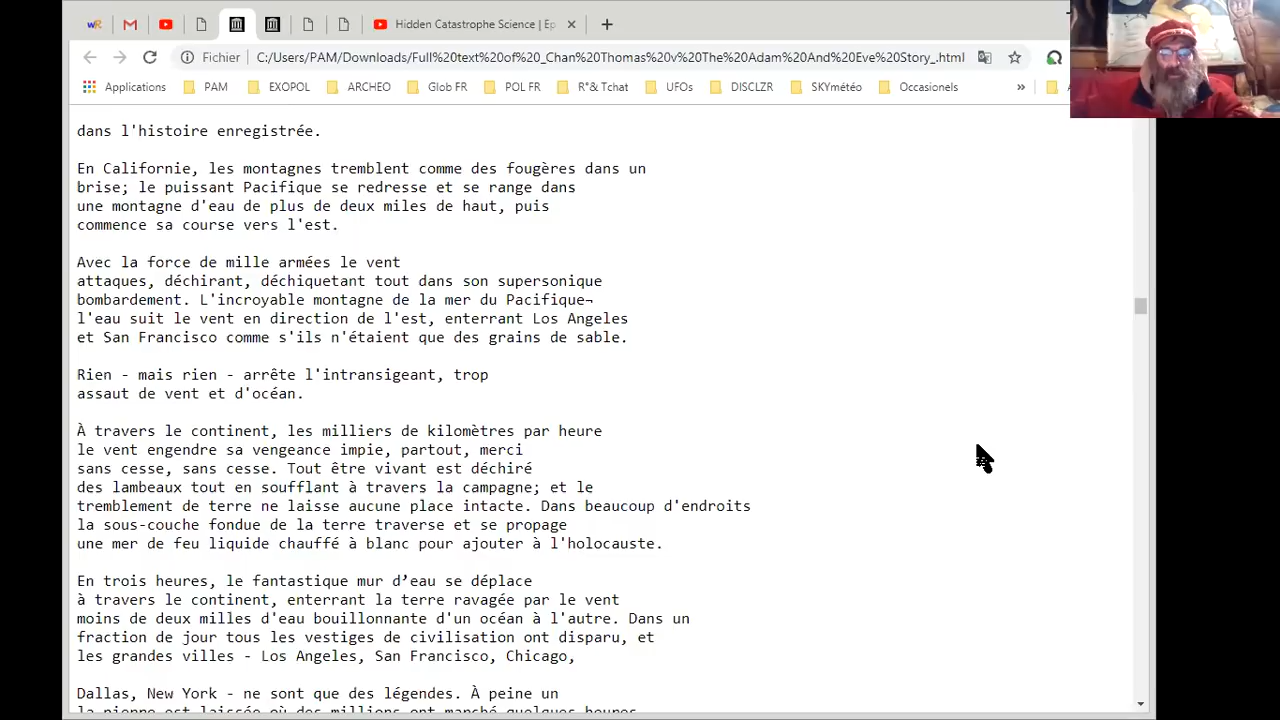 wR
Hidden Catastrophe Science | Ep
Fichier
C:/Users/PAM/Downloads/Full%20text%20of%20_Chan%20Thomas%20v%20The%20Adam%20And%20Eve%20Story_.html
Applications PAM EXOPOL ARCHEO Glob FR POL FR R°& Tchat UFOs DISCLZR SKYmétéo Occasionels »
dans l'histoire enregistrée.
En Californie, les montagnes tremblent comme des fougères dans un
brise; le puissant Pacifique se redresse et se range dans
une montagne d'eau de plus de deux miles de haut, puis
commence sa course vers l'est.
Avec la force de mille armées le vent
attaques, déchirant, déchiquetant tout dans son supersonique
bombardement. L'incroyable montagne de la mer du Pacifique¬
l'eau suit le vent en direction de l'est, enterrant Los Angeles
et San Francisco comme s'ils n'étaient que des grains de sable.
Rien - mais rien - arrête l'intransigeant, trop
assaut de vent et d'océan.
À travers le continent, les milliers de kilomètres par heure
le vent engendre sa vengeance impie, partout, merci
sans cesse, sans cesse. Tout être vivant est déchiré
des lambeaux tout en soufflant à travers la campagne; et le
tremblement de terre ne laisse aucune place intacte. Dans beaucoup d'endroits
la sous-couche fondue de la terre traverse et se propage
une mer de feu liquide chauffé à blanc pour ajouter à l'holocauste.
En trois heures, le fantastique mur d’eau se déplace
à travers le continent, enterrant la terre ravagée par le vent
moins de deux milles d'eau bouillonnante d'un océan à l'autre. Dans un
fraction de jour tous les vestiges de civilisation ont disparu, et
les grandes villes - Los Angeles, San Francisco, Chicago,
Dallas, New York - ne sont que des légendes. À peine un
la pierre est laissée où des millions ont marché quelques heures